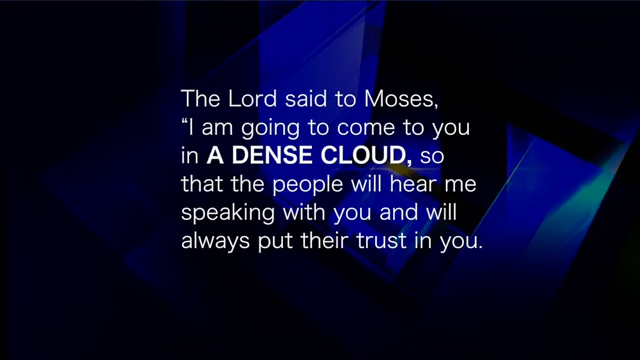 The Lord said to Moses,
“I am going to come to you
in A DENSE CLOUD, so
that the people will hear me
speaking with you and will
always put their trust in you.